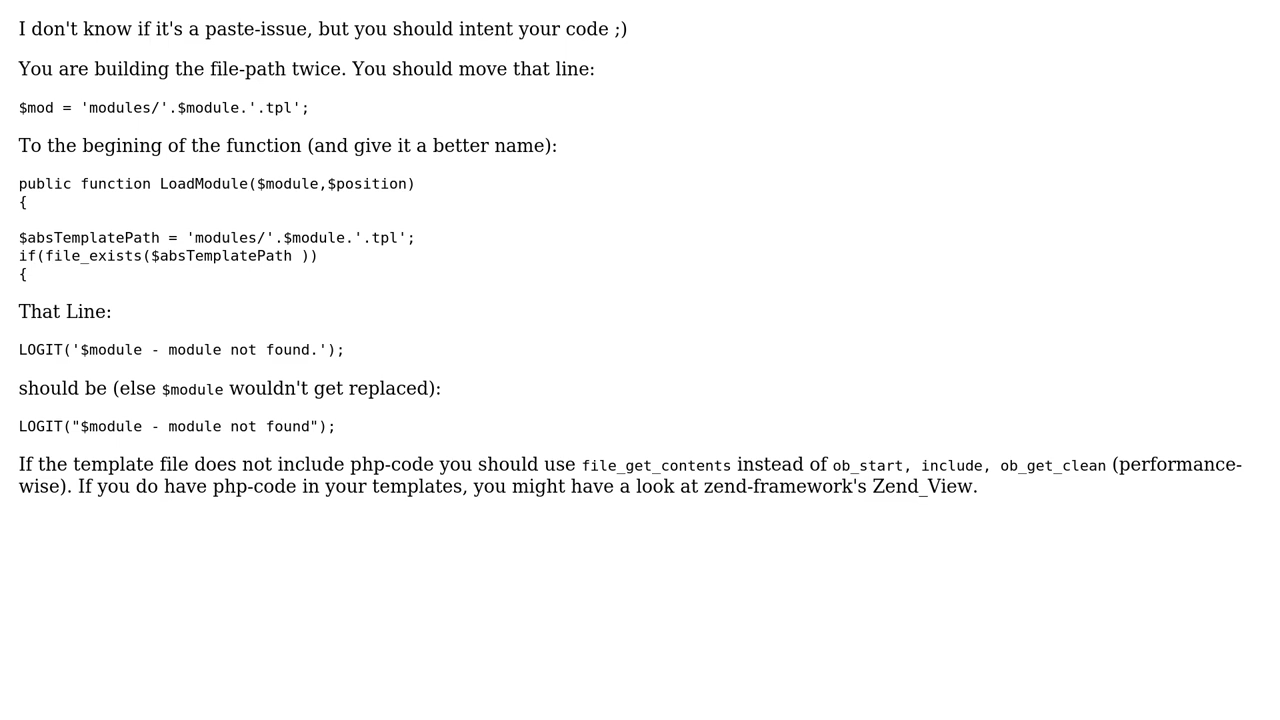 I don't know if it's a paste-issue, but you should intent your code ;)
You are building the file-path twice. You should move that line:
$mod = 'modules/'.$module.'.tpl';
To the begining of the function (and give it a better name):
public function LoadModule($module,$position)
{
$absTemplatePath = 'modules/'.$module.'.tpl';
if(file_exists($absTemplatePath ))
{
That Line:
LOGIT('$module - module not found.');
should be (else $module wouldn't get replaced):
LOGIT("$module - module not found");
If the template file does not include php-code you should use file_get_contents instead of ob_start, include, ob_get_clean (performance-
wise). If you do have php-code in your templates, you might have a look at zend-framework's Zend_View.